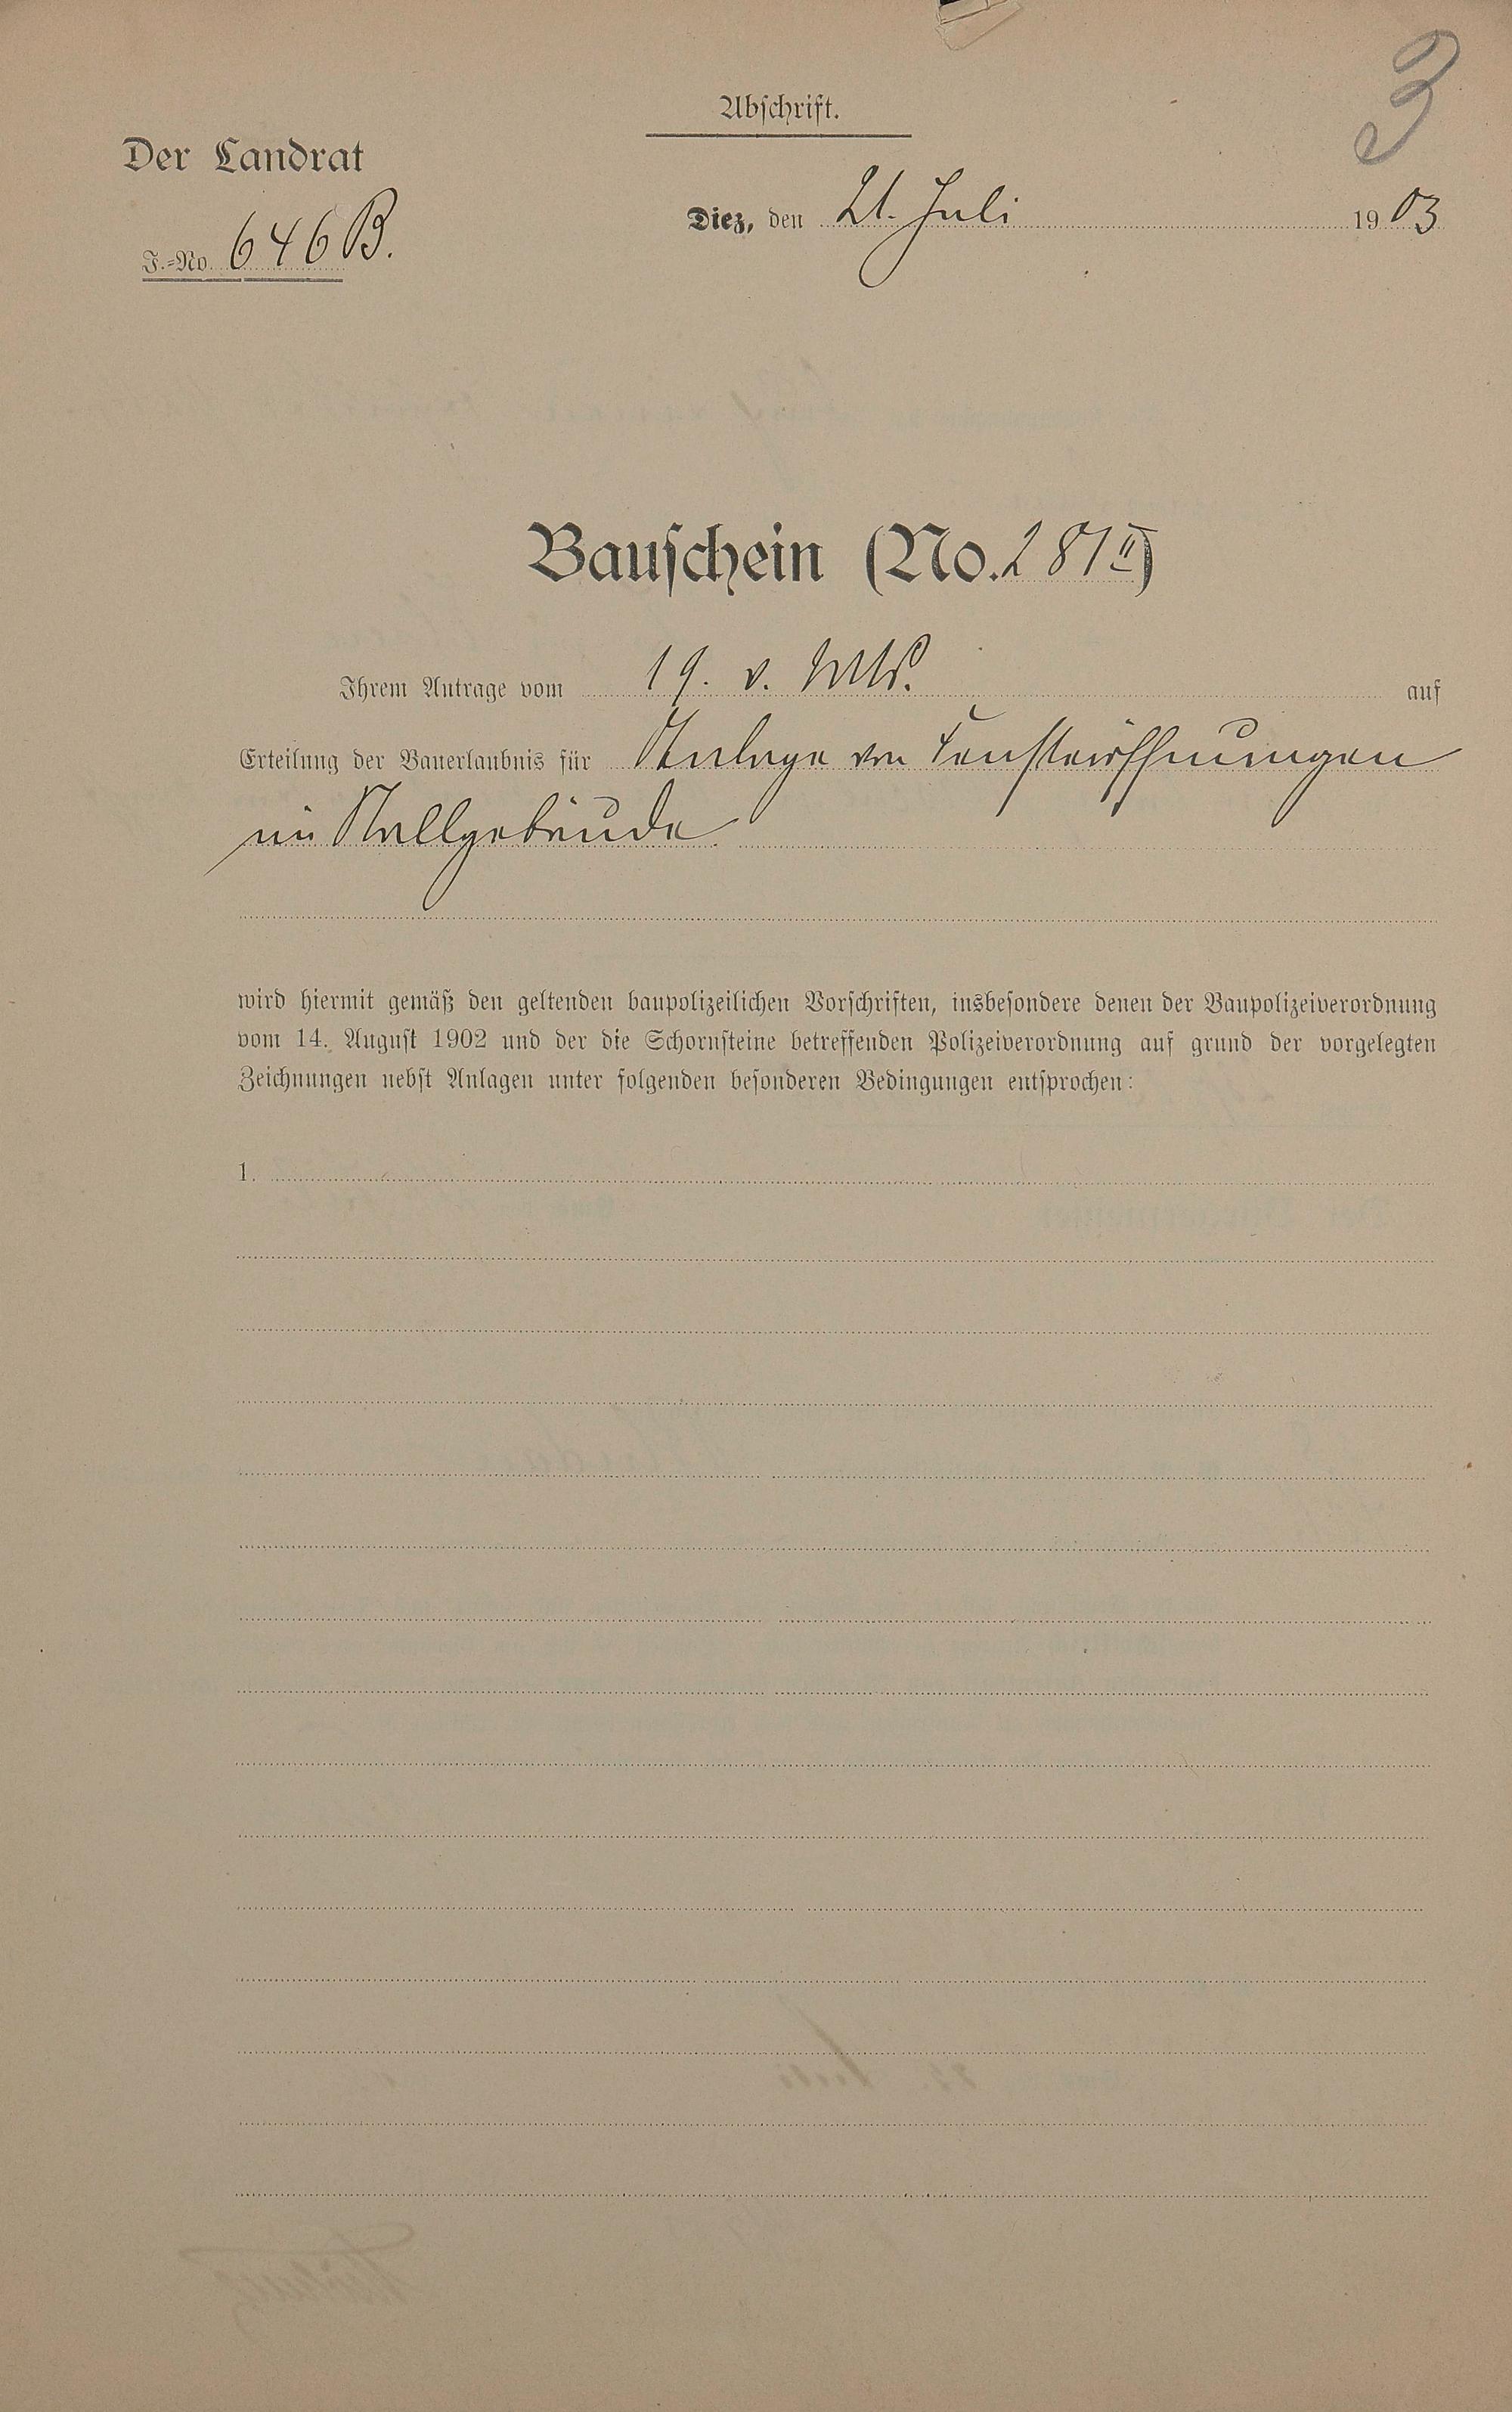 3
Abschrift.
Der Landrat
Diez, den 21. Juli 1903
J.-No. 646 B.
Bauschein (No. 281 II)
Ihrem Antrage vom 19. v. Mts. auf
Erteilung der Bauerlaubnis für Anlage von Fensteröffnungen
im Stallgebäude
wird hiermit gemäß den geltenden baupolizeilichen Vorschriften, insbesondere denen der Baupolizeiverordnung
vom 14. August 1902 und der die Schornsteine betreffenden Polizeiverordnung auf grund der vorgelegten
Zeichnungen nebst Anlagen unter folgenden besonderen Bedingungen entsprochen:
1.